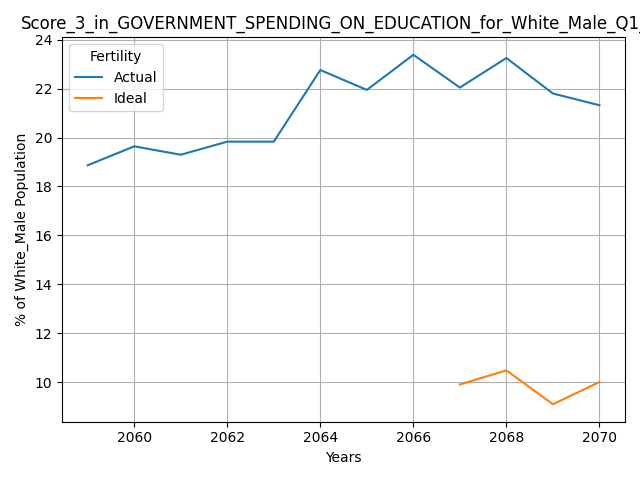 Score_3_in_GOVERNMENT_SPENDING_ON_EDUCATION_for_White_Male_Q1_
Fertility
Actual
Ideal
24
22
20
18
16
14
12
10
% of White_Male Population
2060 2062 2064 2066 2068 2070
Years